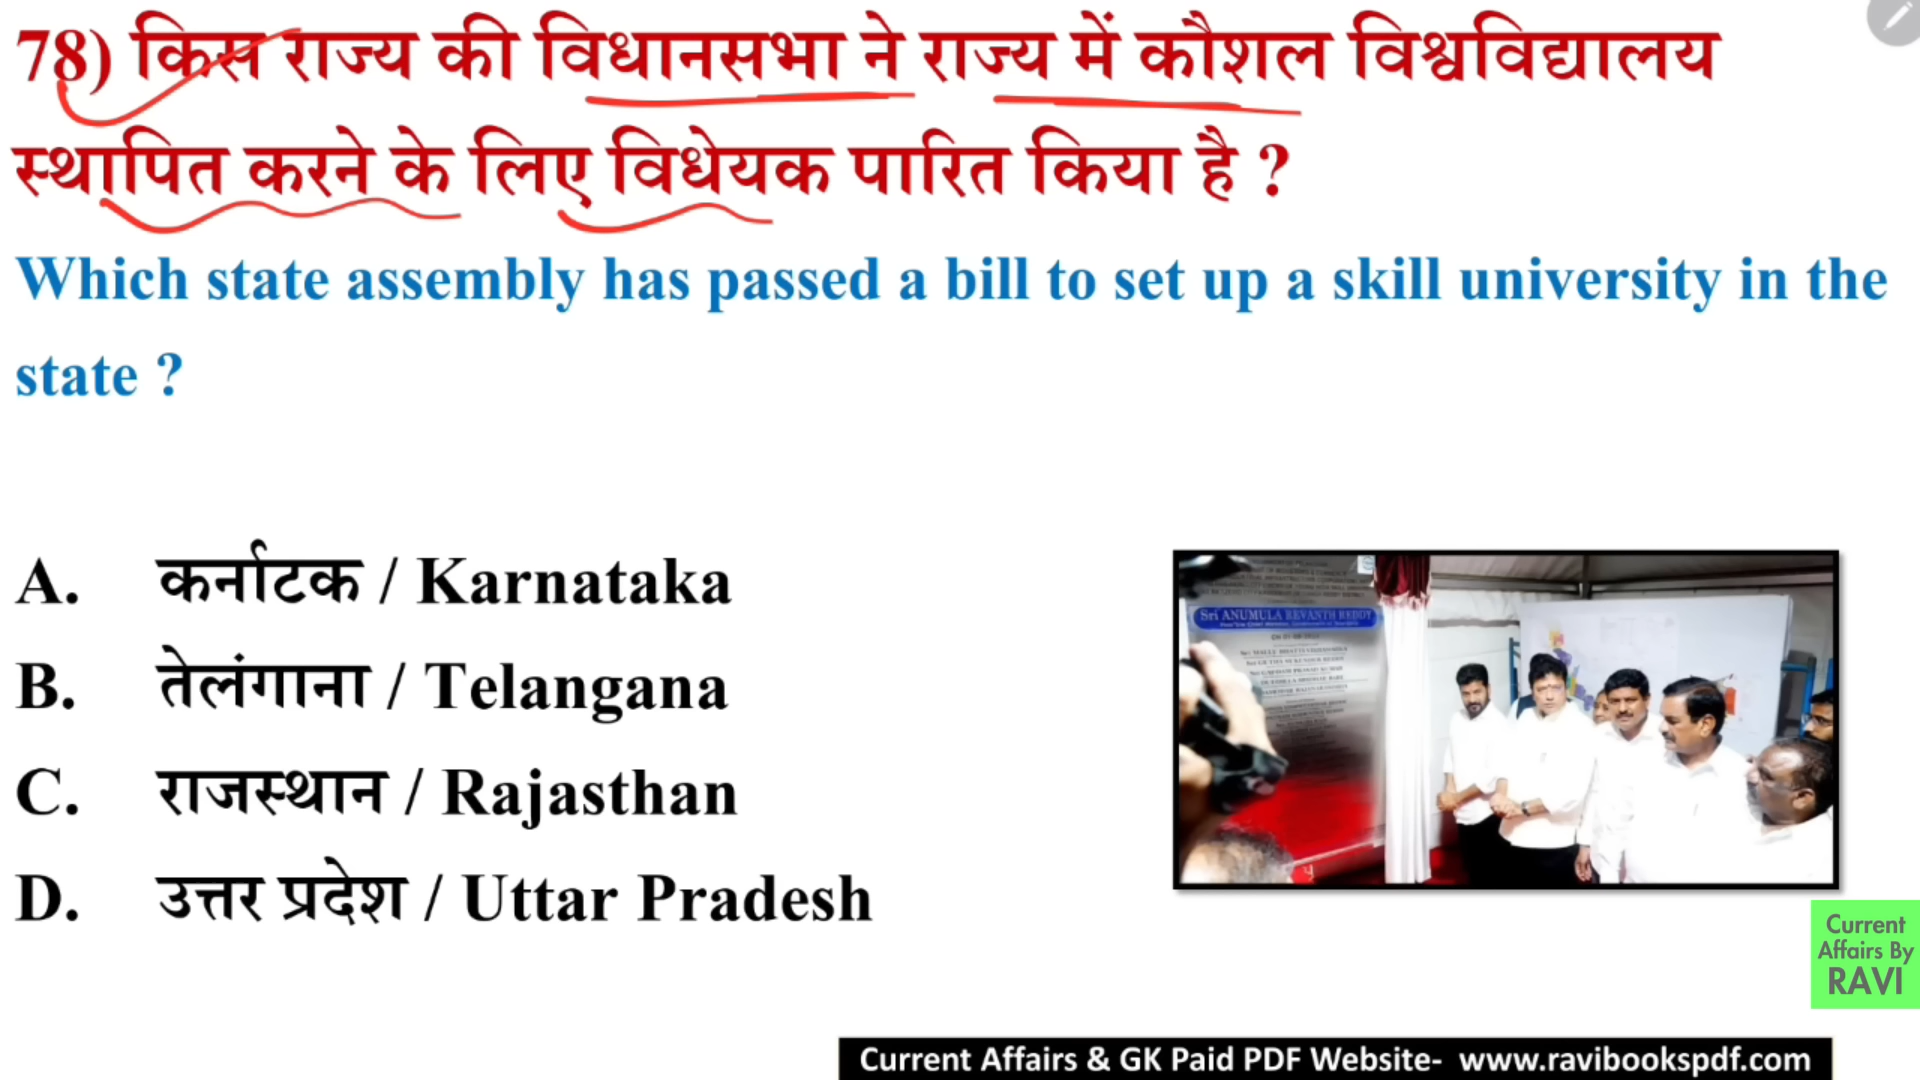 78) किस राज्य की विधानसभा ने राज्य में कौशल विश्वविद्यालय
स्थापित करने के लिए विधेयक पारित किया है ?
Which state assembly has passed a bill to set up a skill university in the
state ?
A. कर्नाटक / Karnataka
B. तेलंगाना / Telangana
C. राजस्थान / Rajasthan
D. उत्तर प्रदेश / Uttar Pradesh
Sri ANUMULA REVANTH REDDY
Current
Affairs By
RAVI
Current Affairs & GK Paid PDF Website- www.ravibookspdf.com